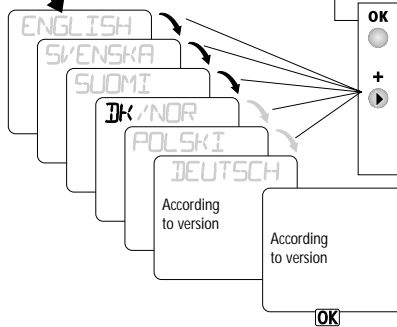 OK
ENGLISH
SVENSKA
SUOMI
+
DK/NOR
POLSKI
DEUTSCH
According
to version
According
to version
OK